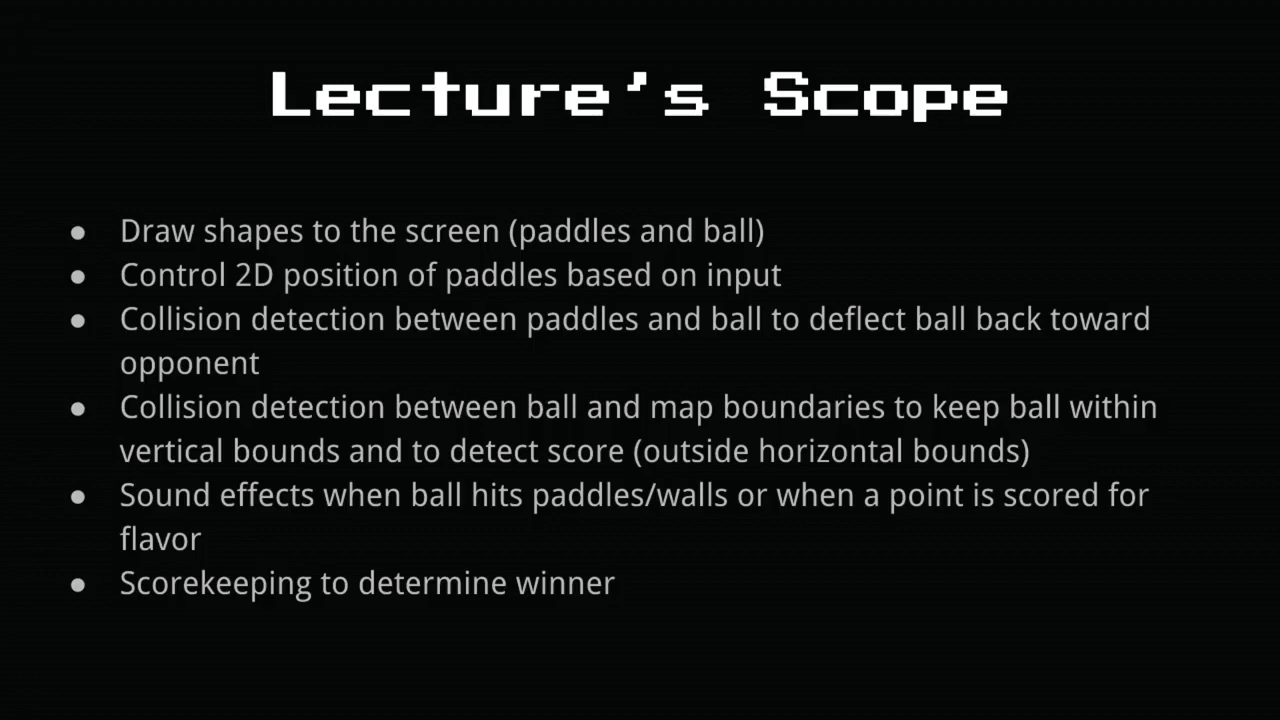 Lecture's Scope
● Draw shapes to the screen (paddles and ball)
● Control 2D position of paddles based on input
● Collision detection between paddles and ball to deflect ball back toward
opponent
● Collision detection between ball and map boundaries to keep ball within
vertical bounds and to detect score (outside horizontal bounds)
● Sound effects when ball hits paddles/walls or when a point is scored for
flavor
● Scorekeeping to determine winner